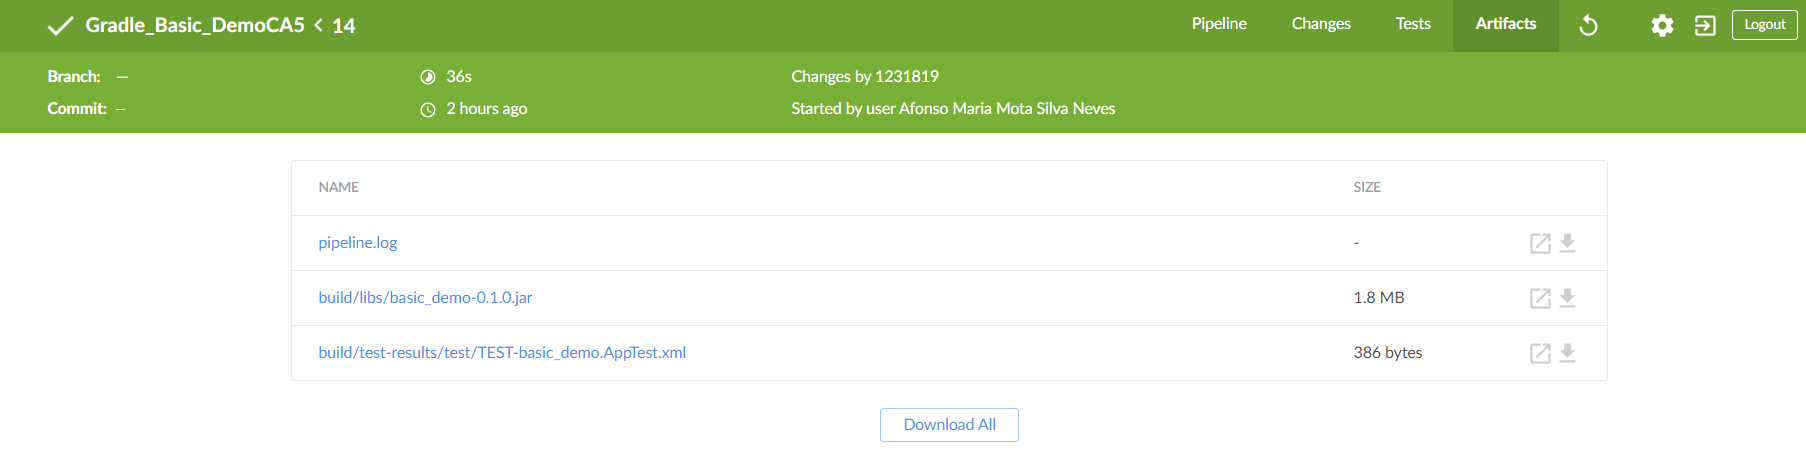 Gradle_Basic_DemoCA5 < 14 Pipeline Changes Tests Artifacts Logout
Branch: — 36s Changes by 1231819
Commit: — 2 hours ago Started by user Afonso Maria Mota Silva Neves
NAME SIZE
pipeline.log -
build/libs/basic_demo-0.1.0.jar 1.8 MB
build/test-results/test/TEST-basic_demo.AppTest.xml 386 bytes
Download All